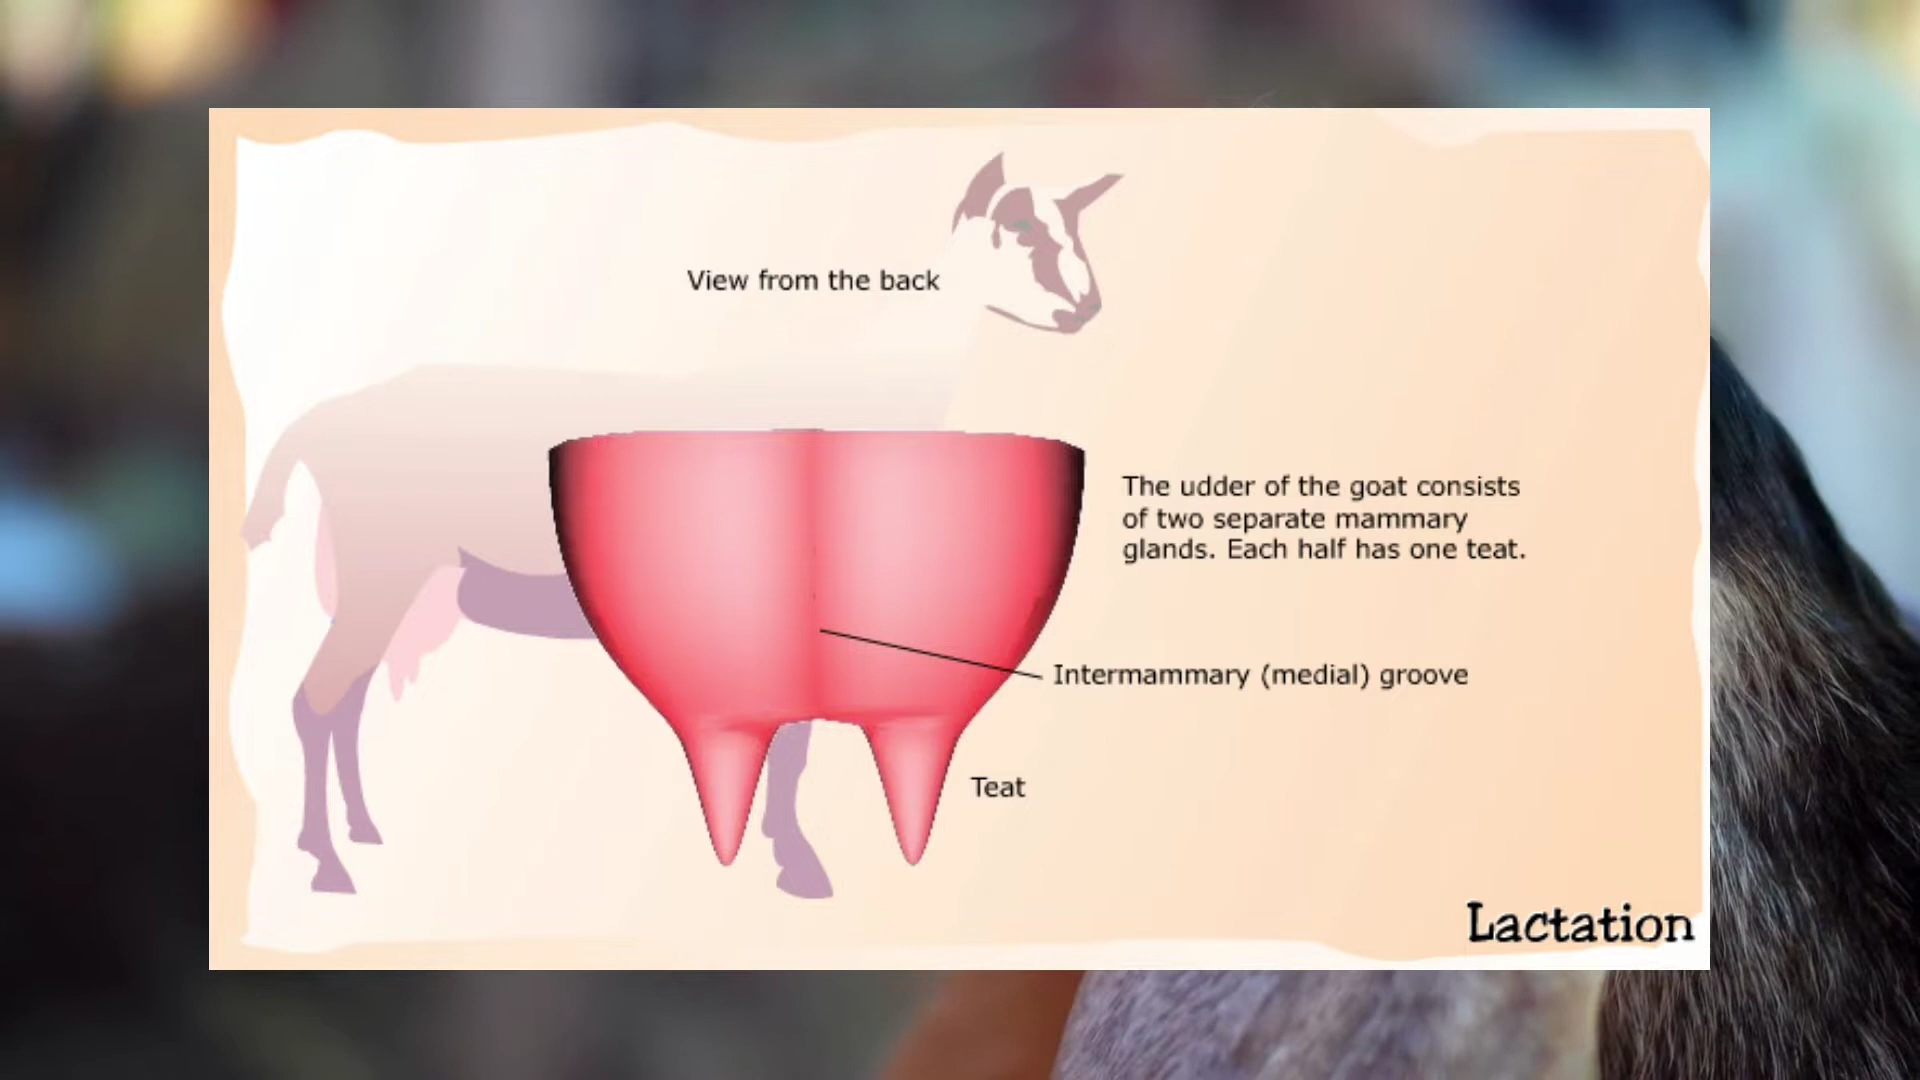 View from the back
The udder of the goat consists
of two separate mammary
glands. Each half has one teat.
Intermammary (medial) groove
Teat
Lactation